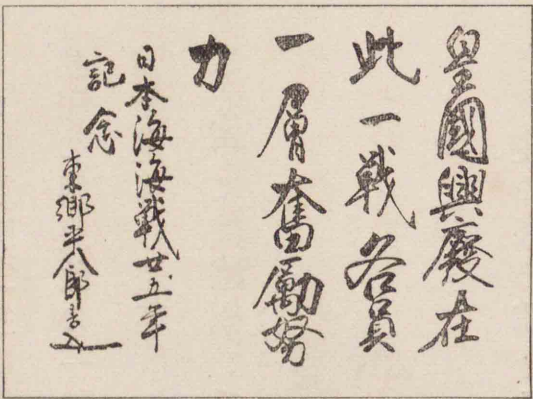 皇國興廢在
此一戰各員
一層奮勵努
力
日本海海戰廿五年
記念
東郷平八郎書